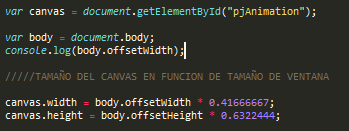 var canvas = document.getElementById("pjAnimation");
var body = document.body;
console.log(body.offsetWidth);
/////TAMAÑO DEL CANVAS EN FUNCION DE TAMAÑO DE VENTANA
canvas.width = body.offsetWidth * 0.41666667;
canvas.height = body.offsetHeight * 0.6322444;